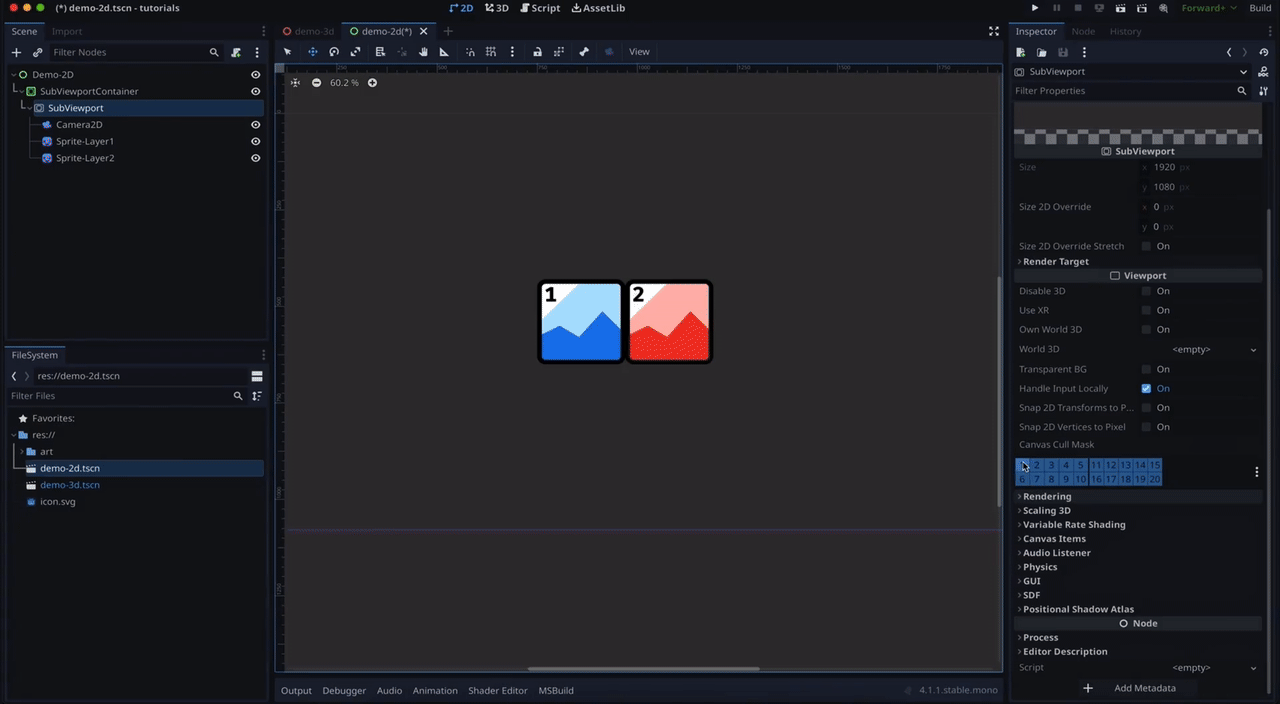 (*) demo-2d.tscn - tutorials
2D 3D Script AssetLib
Forward+ Build
Scene Import
Filter Nodes
Demo-2D
SubViewportContainer
SubViewport
Camera2D
Sprite-Layer1
Sprite-Layer2
FileSystem
res://demo-2d.tscn
Filter Files
Favorites:
res://
art
demo-2d.tscn
demo-3d.tscn
icon.svg
demo-3d demo-2d(*)
View
60.2 %
1 2
Output Debugger Audio Animation Shader Editor MSBuild 4.1.1.stable.mono
Inspector Node History
SubViewport
Filter Properties
SubViewport
Size x 1920 px
y 1080 px
Size 2D Override x 0 px
y 0 px
Size 2D Override Stretch On
Render Target
Viewport
Disable 3D On
Use XR On
Own World 3D On
World 3D <empty>
Transparent BG On
Handle Input Locally On
Snap 2D Transforms to P... On
Snap 2D Vertices to Pixel On
Canvas Cull Mask
2 3 4 5 11 12 13 14 15
6 7 8 9 10 16 17 18 19 20
Rendering
Scaling 3D
Variable Rate Shading
Canvas Items
Audio Listener
Physics
GUI
SDF
Positional Shadow Atlas
Node
Process
Editor Description
Script <empty>
Add Metadata